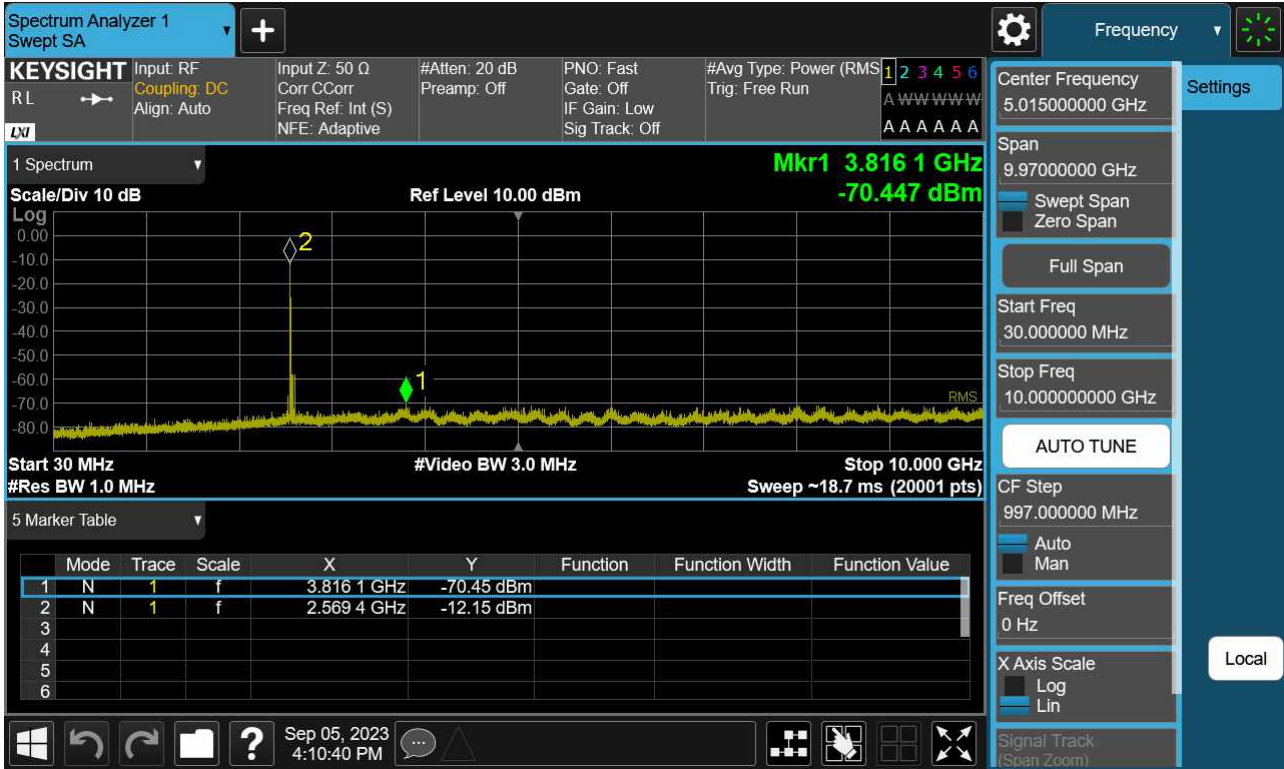 Spectrum Analyzer 1
Swept SA
Frequency
KEYSIGHT
R L
LXI
Input: RF
Coupling: DC
Align: Auto
Input Z: 50 Ω
Corr CCorr
Freq Ref: Int (S)
NFE: Adaptive
#Atten: 20 dB
Preamp: Off
PNO: Fast
Gate: Off
IF Gain: Low
Sig Track: Off
#Avg Type: Power (RMS
Trig: Free Run
1 2 3 4 5 6
A W W W W W
A A A A A A
1 Spectrum
Scale/Div 10 dB
Ref Level 10.00 dBm
Mkr1 3.816 1 GHz
-70.447 dBm
Log
0.00
-10.0
-20.0
-30.0
-40.0
-50.0
-60.0
-70.0
-80.0
2
1
RMS
Start 30 MHz
#Res BW 1.0 MHz
#Video BW 3.0 MHz
Stop 10.000 GHz
Sweep ~18.7 ms (20001 pts)
5 Marker Table
Mode Trace Scale X Y Function Function Width Function Value
1 N 1 f 3.816 1 GHz -70.45 dBm
2 N 1 f 2.569 4 GHz -12.15 dBm
3
4
5
6
Center Frequency
5.015000000 GHz
Settings
Span
9.97000000 GHz
Swept Span
Zero Span
Full Span
Start Freq
30.000000 MHz
Stop Freq
10.000000000 GHz
AUTO TUNE
CF Step
997.000000 MHz
Auto
Man
Freq Offset
0 Hz
X Axis Scale
Log
Lin
Signal Track
(Span Zoom)
Local
?
Sep 05, 2023
4:10:40 PM